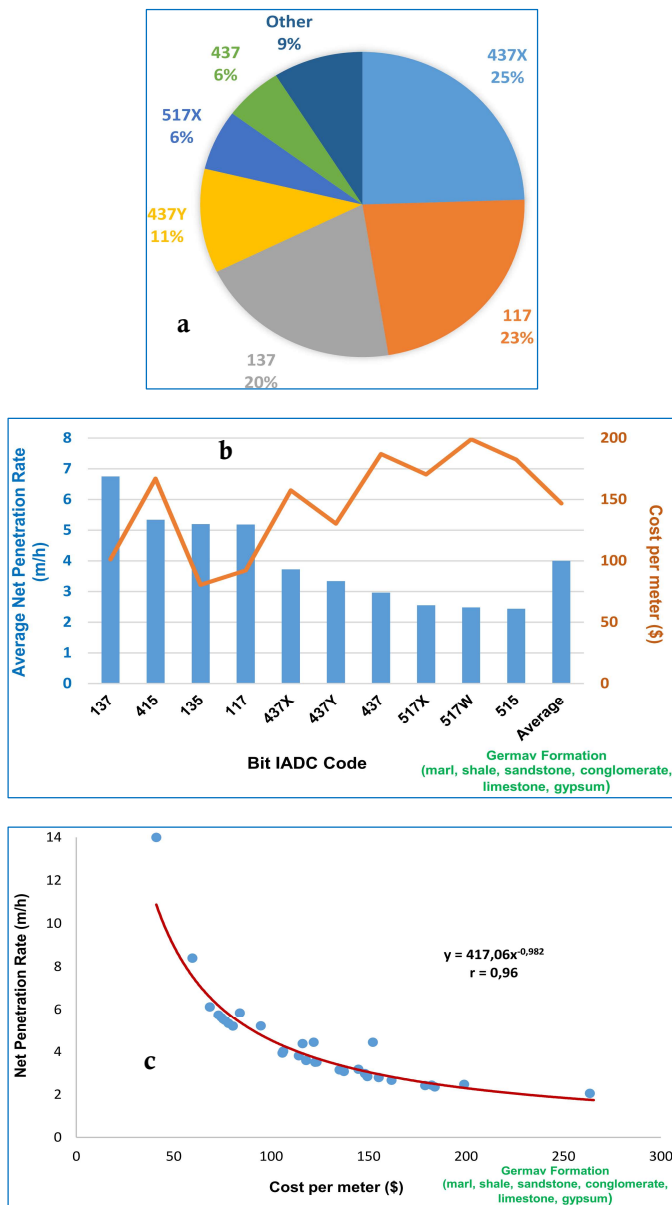 Other
9%
437
6%
437X
25%
517X
6%
437Y
11%
a
117
23%
137
20%
b
Average Net Penetration Rate
(m/h)
8
7
6
5
4
3
2
1
0
200
150
100
50
0
Cost per meter ($)
137
415
135
117
437X
437Y
437
517X
517W
515
Average
Bit IADC Code
Germav Formation
(marl, shale, sandstone, conglomerate,
limestone, gypsum)
Net Penetration Rate (m/h)
14
12
10
8
6
4
2
0
y = 417,06x-0,982
r = 0,96
c
0
50
100
150
200
250
300
Cost per meter ($)
Germav Formation
(marl, shale, sandstone, conglomerate,
limestone, gypsum)